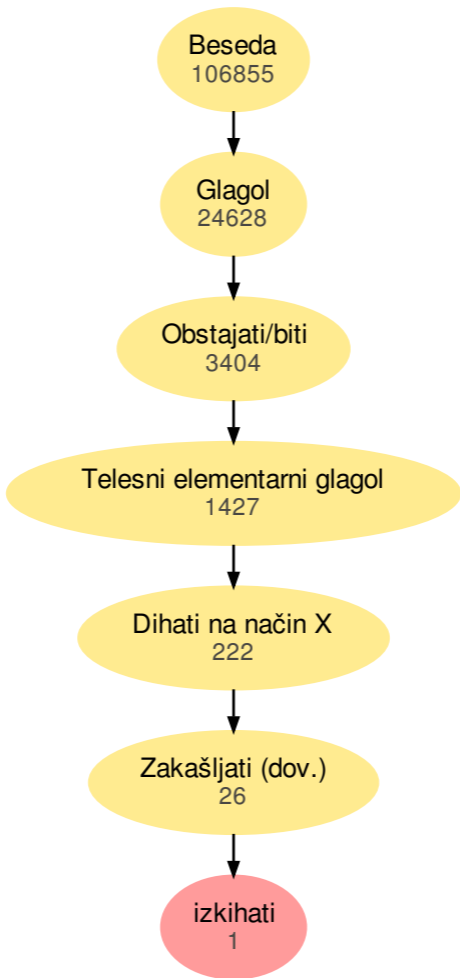 Beseda
106855
Glagol
24628
Obstajati/biti
3404
Telesni elementarni glagol
1427
Dihati na način X
222
Zakašljati (dov.)
26
izkihati
1